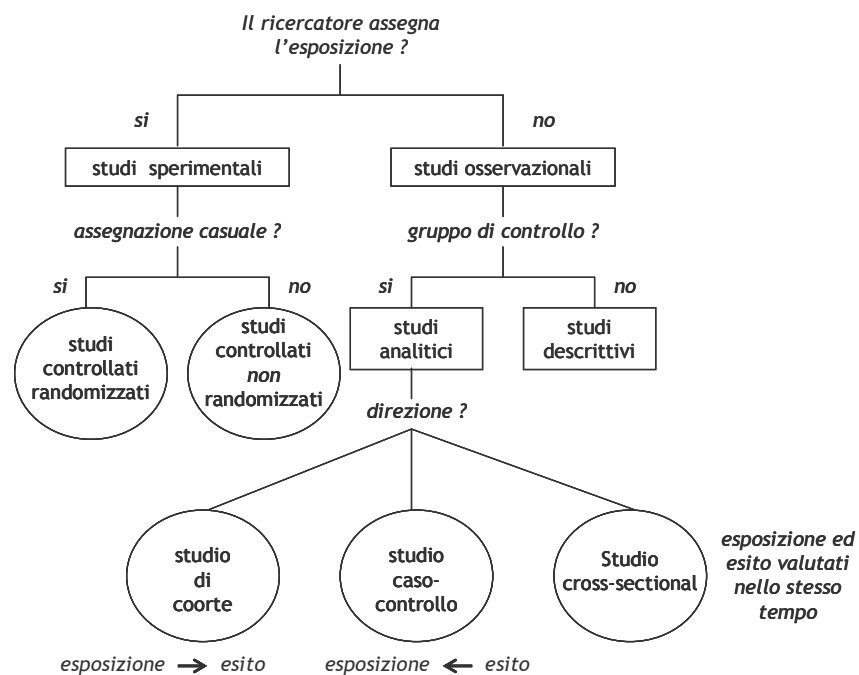 Il ricercatore assegna
l'esposizione ?
si
no
studi sperimentali
studi osservazionali
assegnazione casuale ?
gruppo di controllo ?
si
no
si
no
studi
controllati
randomizzati
studi
controllati
non
randomizzati
studi
analitici
studi
descrittivi
direzione ?
studio
di
coorte
studio
caso-
controllo
Studio
cross-sectional
esposizione ed
esito valutati
nello stesso
tempo
esposizione → esito
esposizione ← esito